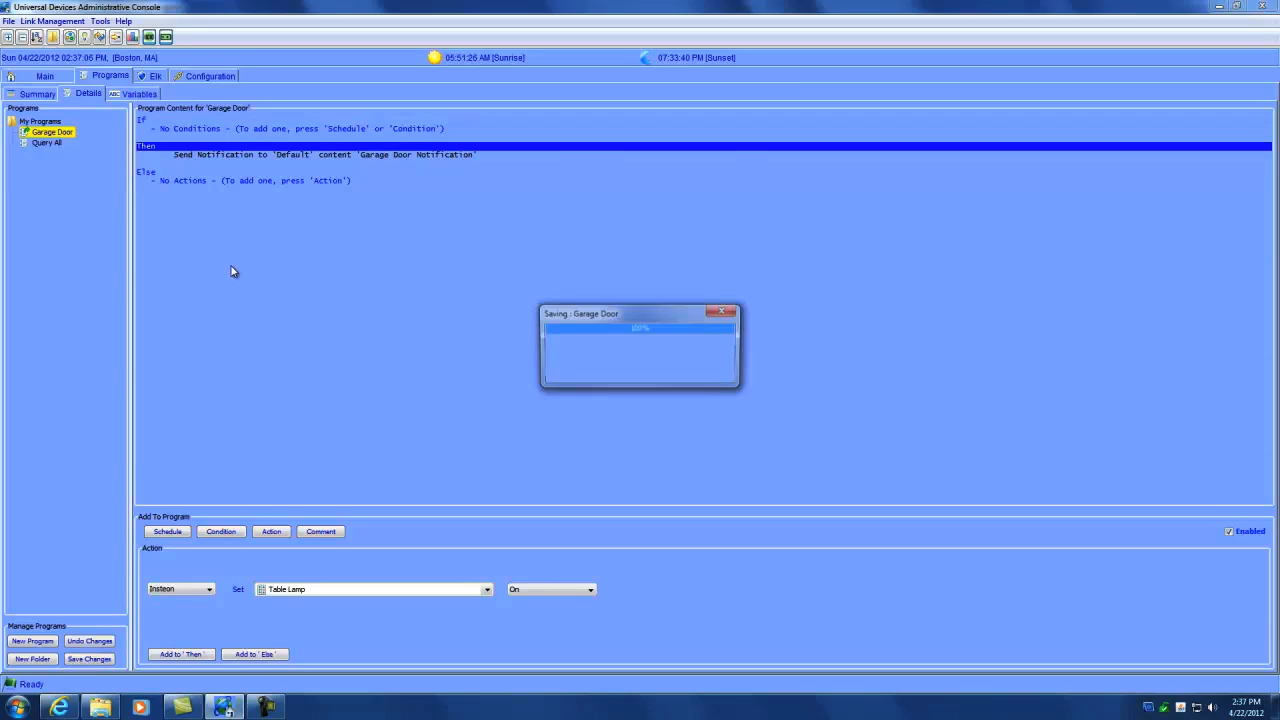 Universal Devices Administrative Console
File Link Management Tools Help
Sun 04/22/2012 02:37:06 PM, [Boston, MA] 05:51:26 AM [Sunrise] 07:33:40 PM [Sunset]
Main Programs Elk Configuration
Summary Details ABC Variables
Programs
My Programs
Garage Door
Query All
Program Content for 'Garage Door'
If
- No Conditions - (To add one, press 'Schedule' or 'Condition')
Then
Send Notification to 'Default' content 'Garage Door Notification'
Else
- No Actions - (To add one, press 'Action')
Saving : Garage Door
100%
Add To Program
Schedule Condition Action Comment Enabled
Action
Insteon Set Table Lamp On
Add to 'Then' Add to 'Else'
Manage Programs
New Program Undo Changes
New Folder Save Changes
Ready
2:37 PM
4/22/2012